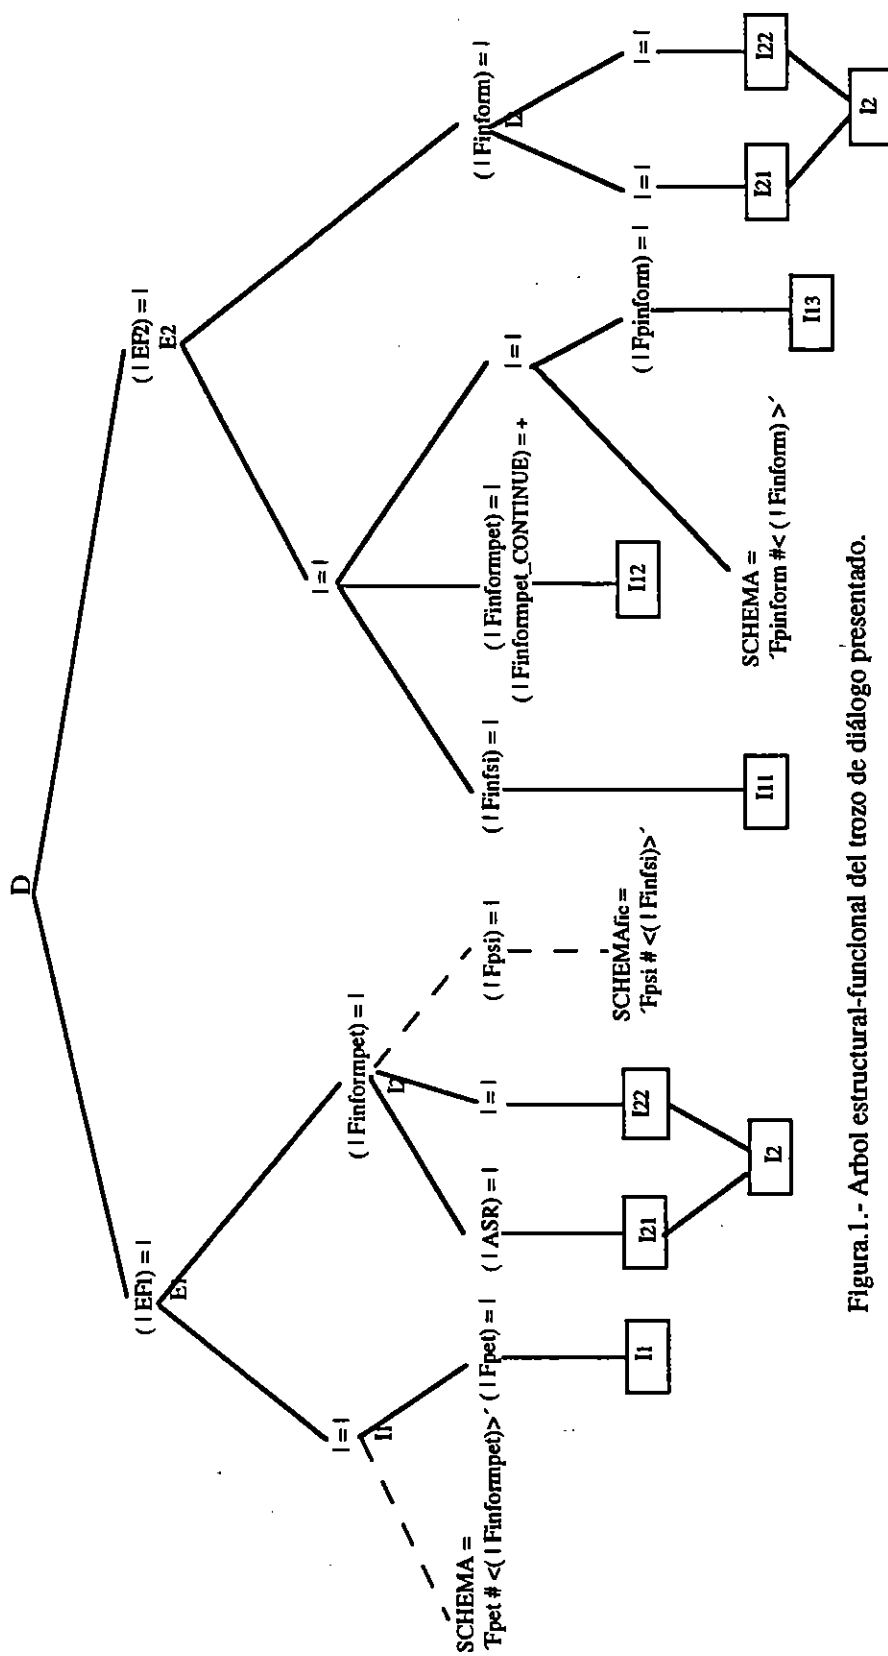 D
( | EF1) = |
E1
( | EF2) = |
E2
| = |
I1
( | Finformpet) = |
I2
| = |
SCHEMA =
´Fpet # <( | Finformpet)>´
( | Fpet) = |
( | ASR) = |
| = |
( | Fpsi) = |
( | Finfsi) = |
( | Finformpet) = |
( | Finformpet_CONTINUE) = +
| = |
( | Finform) = |
I2
I1
I21
I22
SCHEMAfic =
´Fpsi # <( | Finfsi)>´
I12
( | Fpinform) = |
| = |
| = |
I2
I11
SCHEMA =
´Fpinform #< ( | Finform) >´
I13
I21
I22
I2
Figura.1.- Arbol estructural-funcional del trozo de diálogo presentado.